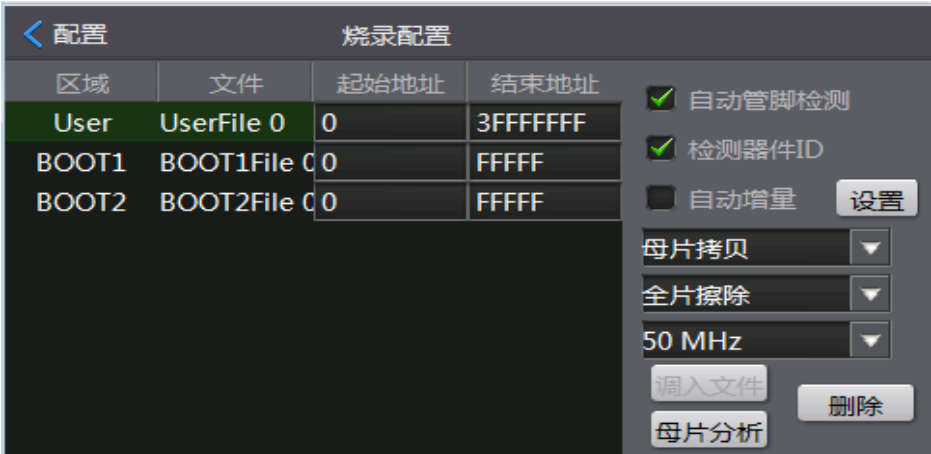 配置 烧录配置
区域 文件 起始地址 结束地址
User UserFile 0 0 3FFFFFFF
BOOT1 BOOT1File 0 0 FFFFF
BOOT2 BOOT2File 0 0 FFFFF
自动管脚检测
检测器件ID
自动增量 设置
母片拷贝
全片擦除
50 MHz
调入文件
删除
母片分析